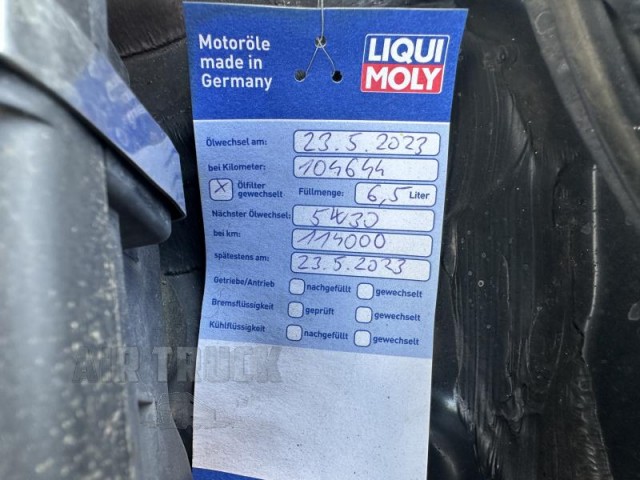 Motoröle
made in
Germany
LIQUI
MOLY
Ölwechsel am: 23.5.2023
bei Kilometer: 104644
X Ölfilter gewechselt Füllmenge: 6,5 Liter
Nächster Ölwechsel: 5W30
bei km: 114000
spätestens am: 23.5.2023
Getriebe/Antrieb nachgefüllt gewechselt
Bremsflüssigkeit geprüft gewechselt
Kühlflüssigkeit nachgefüllt gewechselt
AIR TRUCK